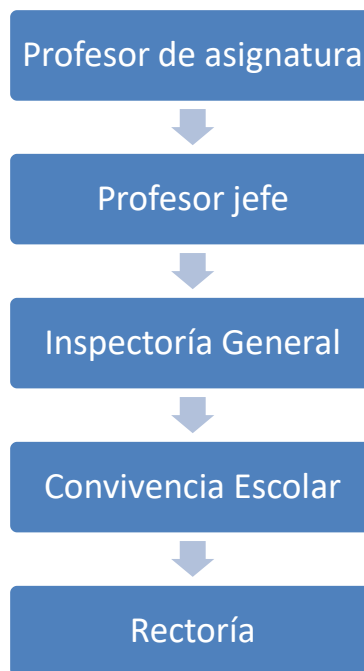 Profesor de asignatura
Profesor jefe
Inspectoría General
Convivencia Escolar
Rectoría